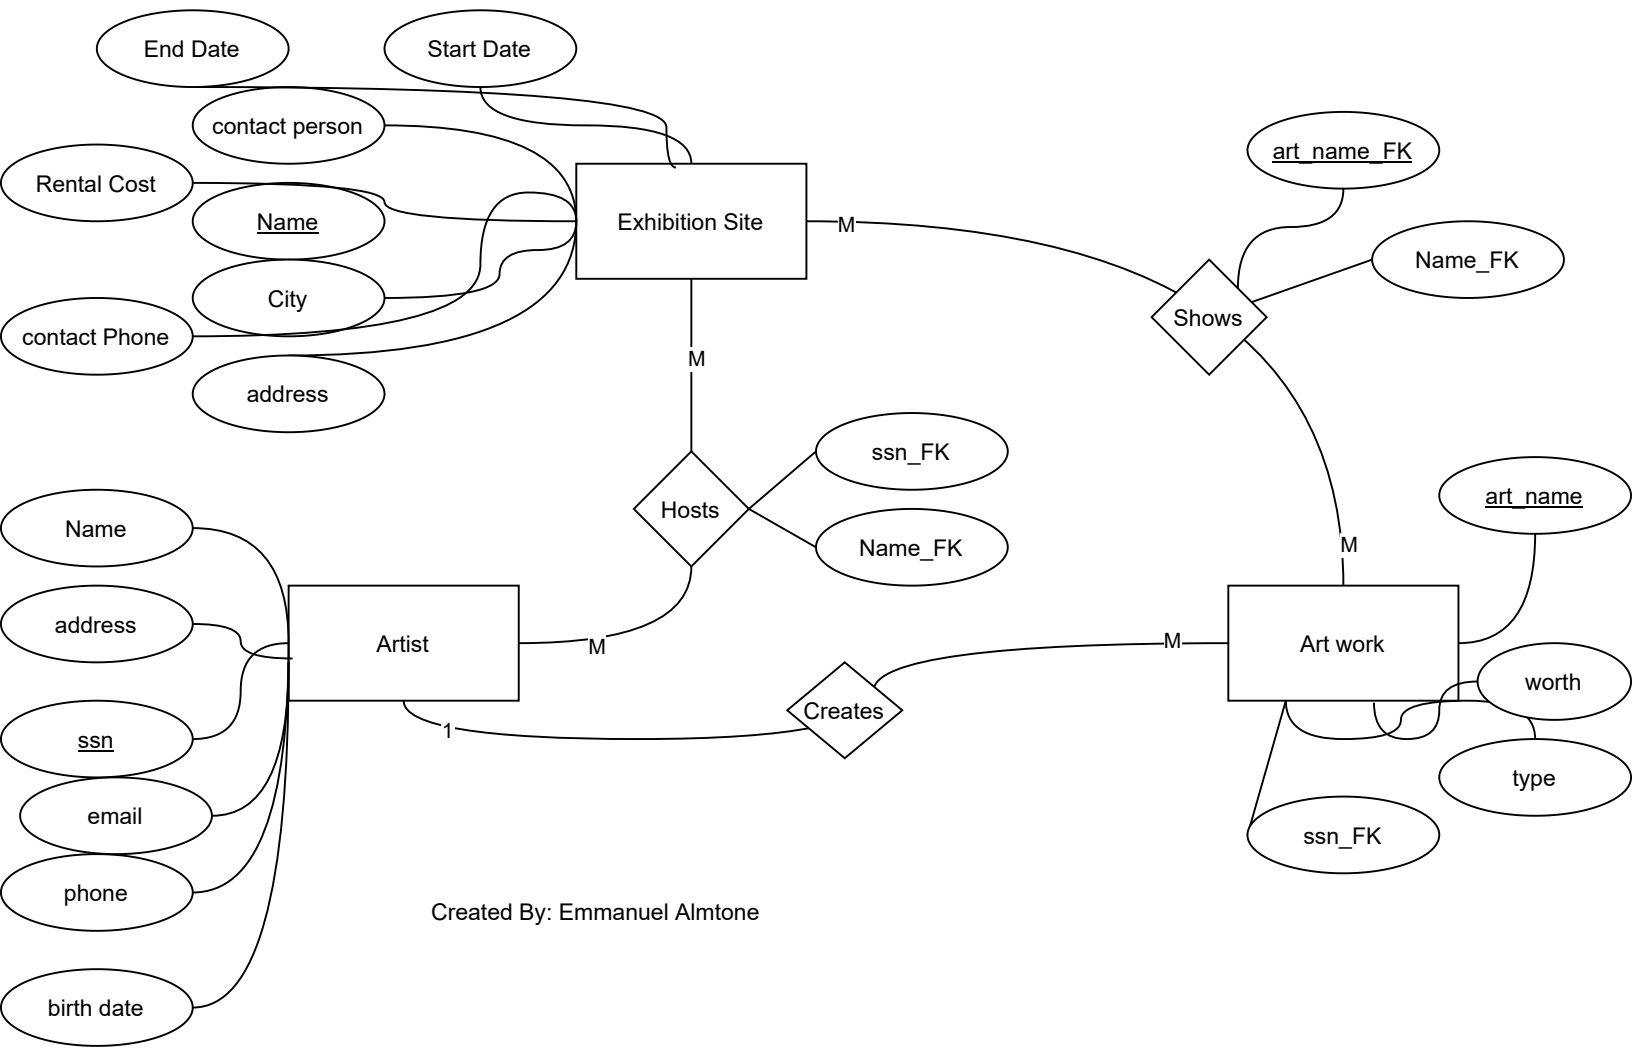 End Date
Start Date
contact person
art_name_FK
Rental Cost
Name
Exhibition Site
M
Name_FK
City
Shows
contact Phone
M
address
ssn_FK
art_name
Hosts
Name
Name_FK
M
address
Artist
M
M
Art work
worth
Creates
ssn
1
type
email
ssn_FK
phone
Created By: Emmanuel Almtone
birth date